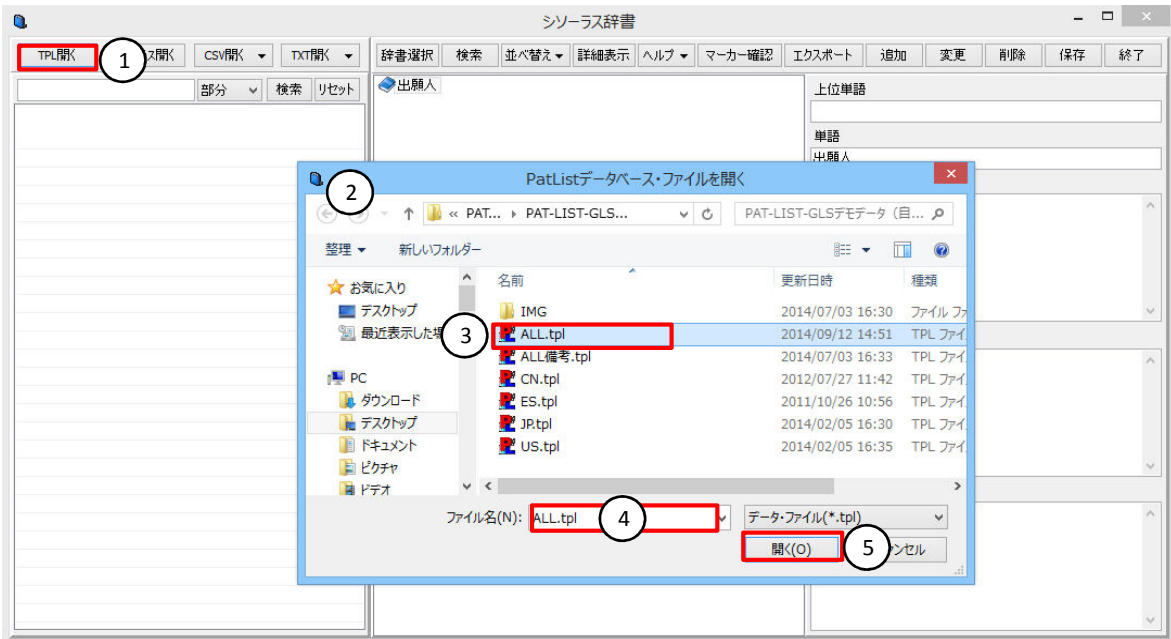 シソーラス辞書
TPL開く ① ス開く CSV開く TXT開く 辞書選択 検索 並べ替え 詳細表示 ヘルプ マーカー確認 エクスポート 追加 変更 削除 保存 終了
部分 検索 リセット
出願人
上位単語
単語
出願人
② PatListデータベース・ファイルを開く
« PAT... PAT-LIST-GLS... PAT-LIST-GLSデモデータ（自...
整理 新しいフォルダー
お気に入り
デスクトップ
最近表示した場
PC
ダウンロード
デスクトップ
ドキュメント
ピクチャ
ビデオ
名前 更新日時 種類
IMG 2014/07/03 16:30 ファイル フォ
③ ALL.tpl 2014/09/12 14:51 TPL ファイ
ALL備考.tpl 2014/07/03 16:33 TPL ファイ
CN.tpl 2012/07/27 11:42 TPL ファイ
ES.tpl 2011/10/26 10:56 TPL ファイ
JP.tpl 2014/02/05 16:30 TPL ファイ
US.tpl 2014/02/05 16:35 TPL ファイ
ファイル名(N): ALL.tpl ④ データ・ファイル(*.tpl)
開く(O) ⑤ ンセル